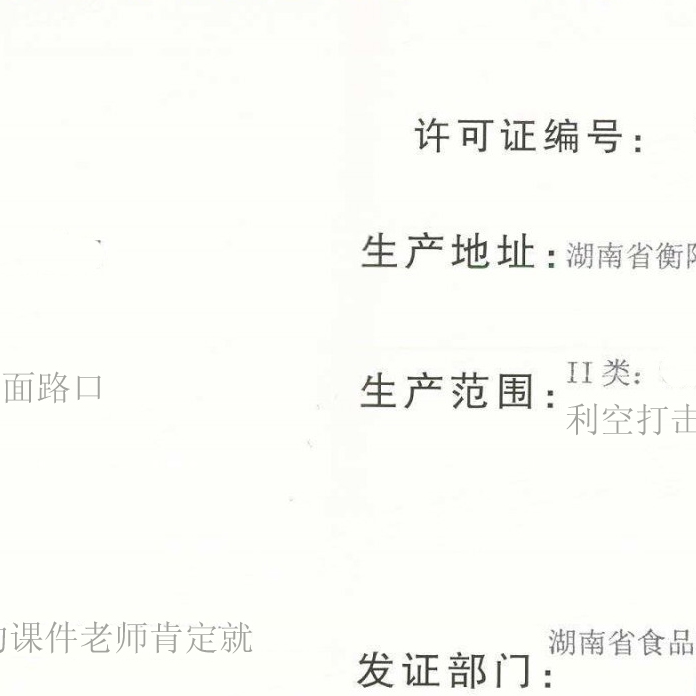 许可证编号：
生产地址：湖南省衡阳
面路口
生产范围：II 类：
利空打击
的课件老师肯定就
发证部门：湖南省食品